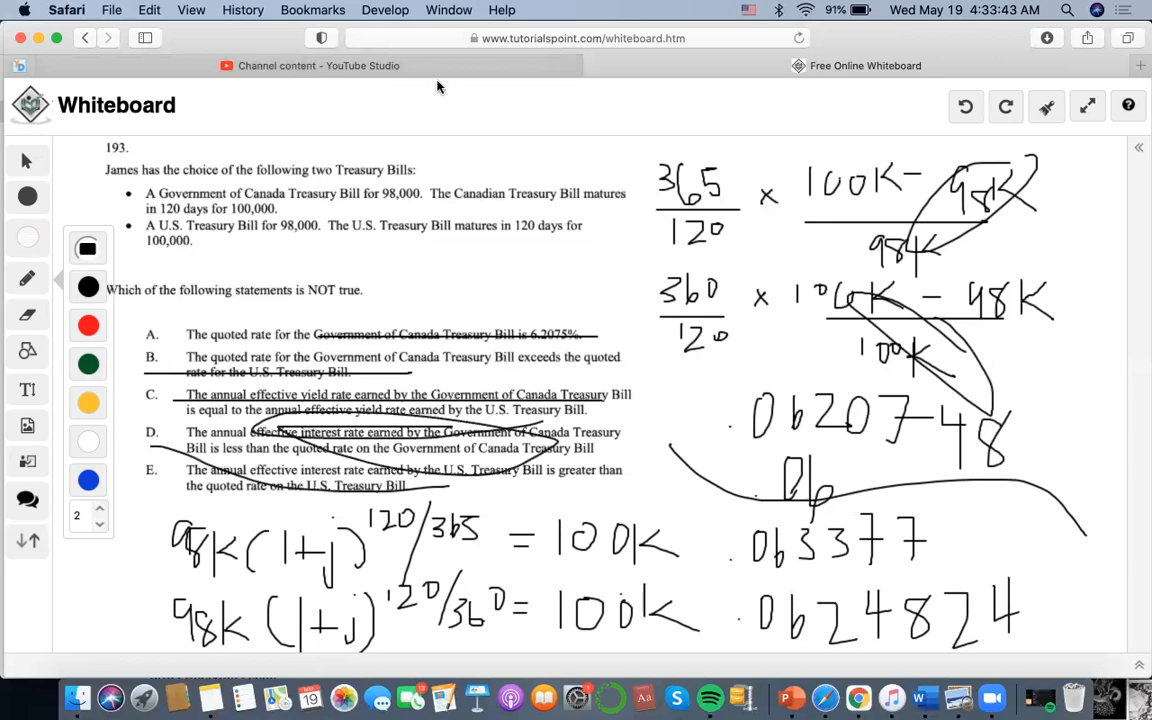 Safari File Edit View History Bookmarks Develop Window Help 91% Wed May 19 4:33:43 AM
www.tutorialspoint.com/whiteboard.htm
Channel content - YouTube Studio
Free Online Whiteboard
Whiteboard
193.
James has the choice of the following two Treasury Bills:
• A Government of Canada Treasury Bill for 98,000. The Canadian Treasury Bill matures
in 120 days for 100,000.
• A U.S. Treasury Bill for 98,000. The U.S. Treasury Bill matures in 120 days for
100,000.
Which of the following statements is NOT true.
A. The quoted rate for the Government of Canada Treasury Bill is 6.2075%.
B. The quoted rate for the Government of Canada Treasury Bill exceeds the quoted
rate for the U.S. Treasury Bill.
C. The annual effective yield rate earned by the Government of Canada Treasury Bill
is equal to the annual effective yield rate earned by the U.S. Treasury Bill.
D. The annual effective interest rate earned by the Government of Canada Treasury
Bill is less than the quoted rate on the Government of Canada Treasury Bill
E. The annual effective interest rate earned by the U.S. Treasury Bill is greater than
the quoted rate on the U.S. Treasury Bill
2
365 × 100K- 98K
120 98K
360 × 100K - 98K
120 100K
.06207-48
.06
98K(1+j)^120/365 = 100K .063377
98K(1+j)^120/360 = 100K .0624824